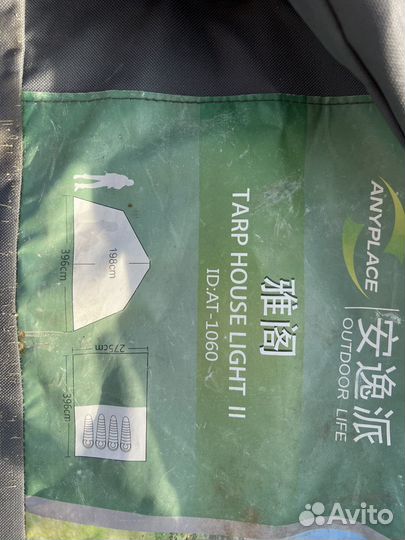 ANYPLACE
安逸派
OUTDOOR LIFE
雅阁
TARP HOUSE LIGHT II
ID:AT-1060
198cm
396cm
275cm
396cm
Avito